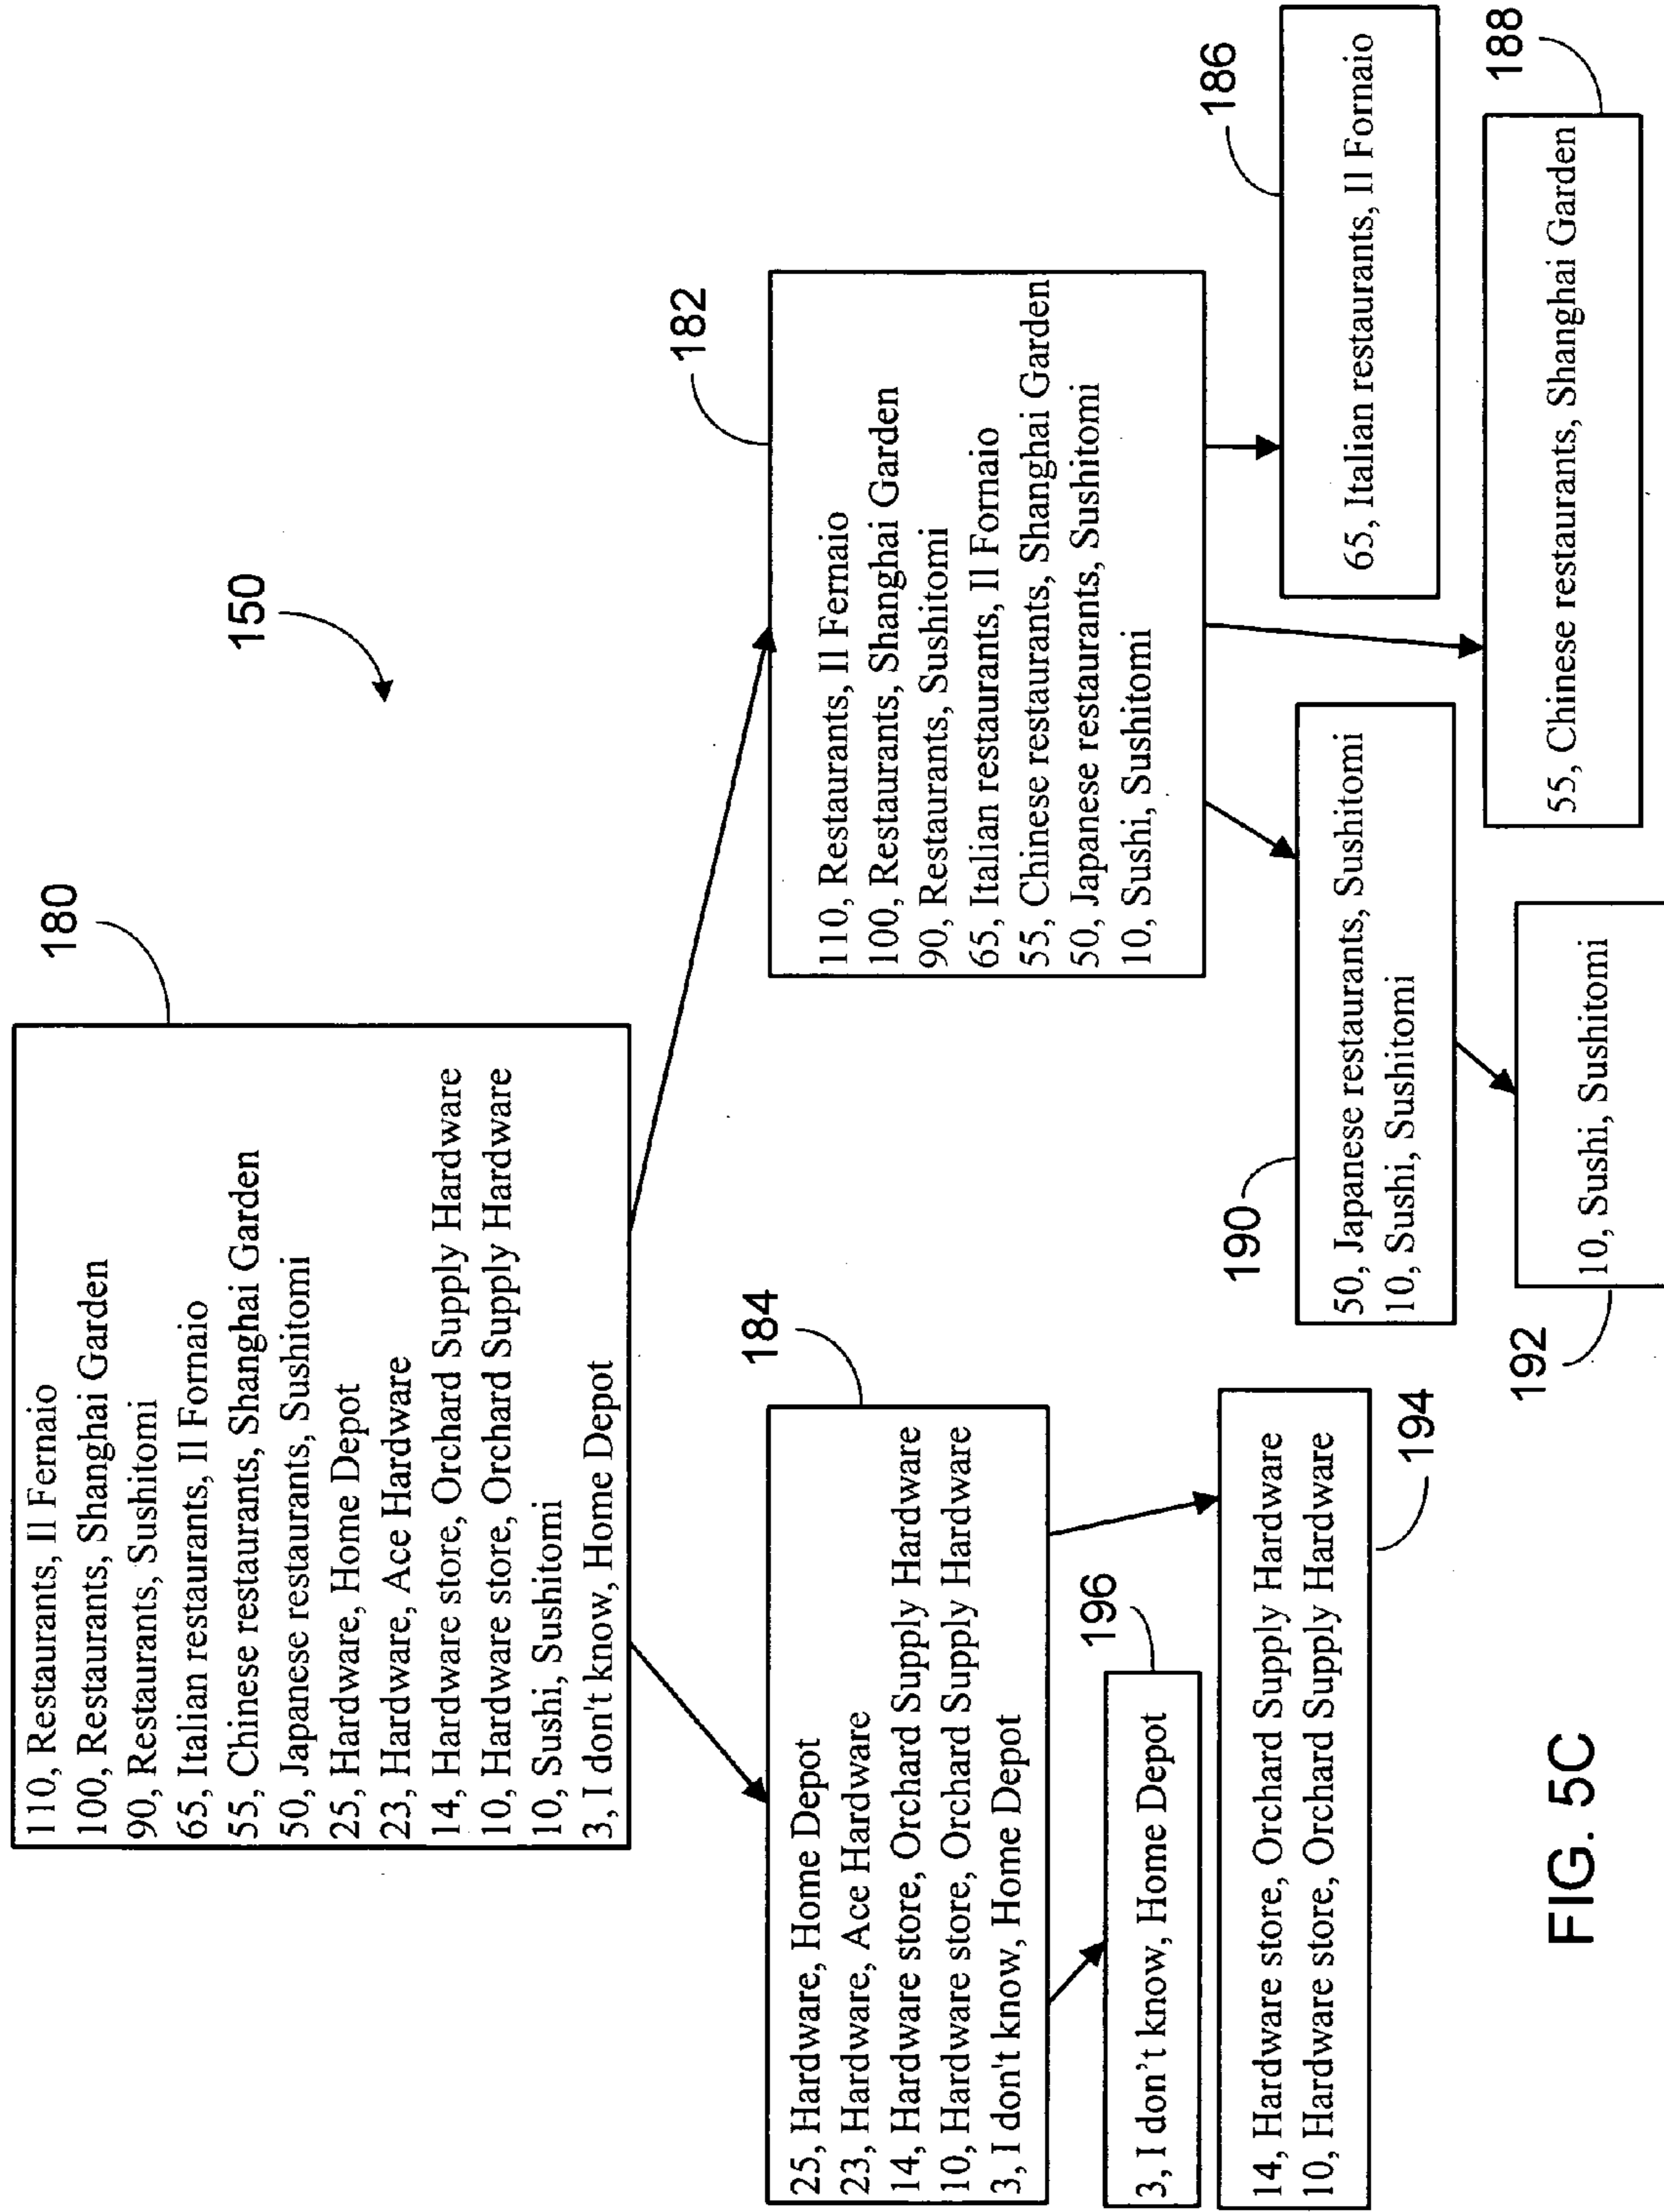 150
180
110, Restaurants, Il Fernaio
100, Restaurants, Shanghai Garden
90, Restaurants, Sushitomi
65, Italian restaurants, Il Fornaio
55, Chinese restaurants, Shanghai Garden
50, Japanese restaurants, Sushitomi
25, Hardware, Home Depot
23, Hardware, Ace Hardware
14, Hardware store, Orchard Supply Hardware
10, Hardware store, Orchard Supply Hardware
10, Sushi, Sushitomi
3, I don't know, Home Depot
184
25, Hardware, Home Depot
23, Hardware, Ace Hardware
14, Hardware store, Orchard Supply Hardware
10, Hardware store, Orchard Supply Hardware
3, I don't know, Home Depot
182
110, Restaurants, Il Fernaio
100, Restaurants, Shanghai Garden
90, Restaurants, Sushitomi
65, Italian restaurants, Il Fornaio
55, Chinese restaurants, Shanghai Garden
50, Japanese restaurants, Sushitomi
10, Sushi, Sushitomi
196
3, I don't know, Home Depot
194
14, Hardware store, Orchard Supply Hardware
10, Hardware store, Orchard Supply Hardware
190
50, Japanese restaurants, Sushitomi
10, Sushi, Sushitomi
192
10, Sushi, Sushitomi
186
65, Italian restaurants, Il Fornaio
188
55, Chinese restaurants, Shanghai Garden
FIG. 5C